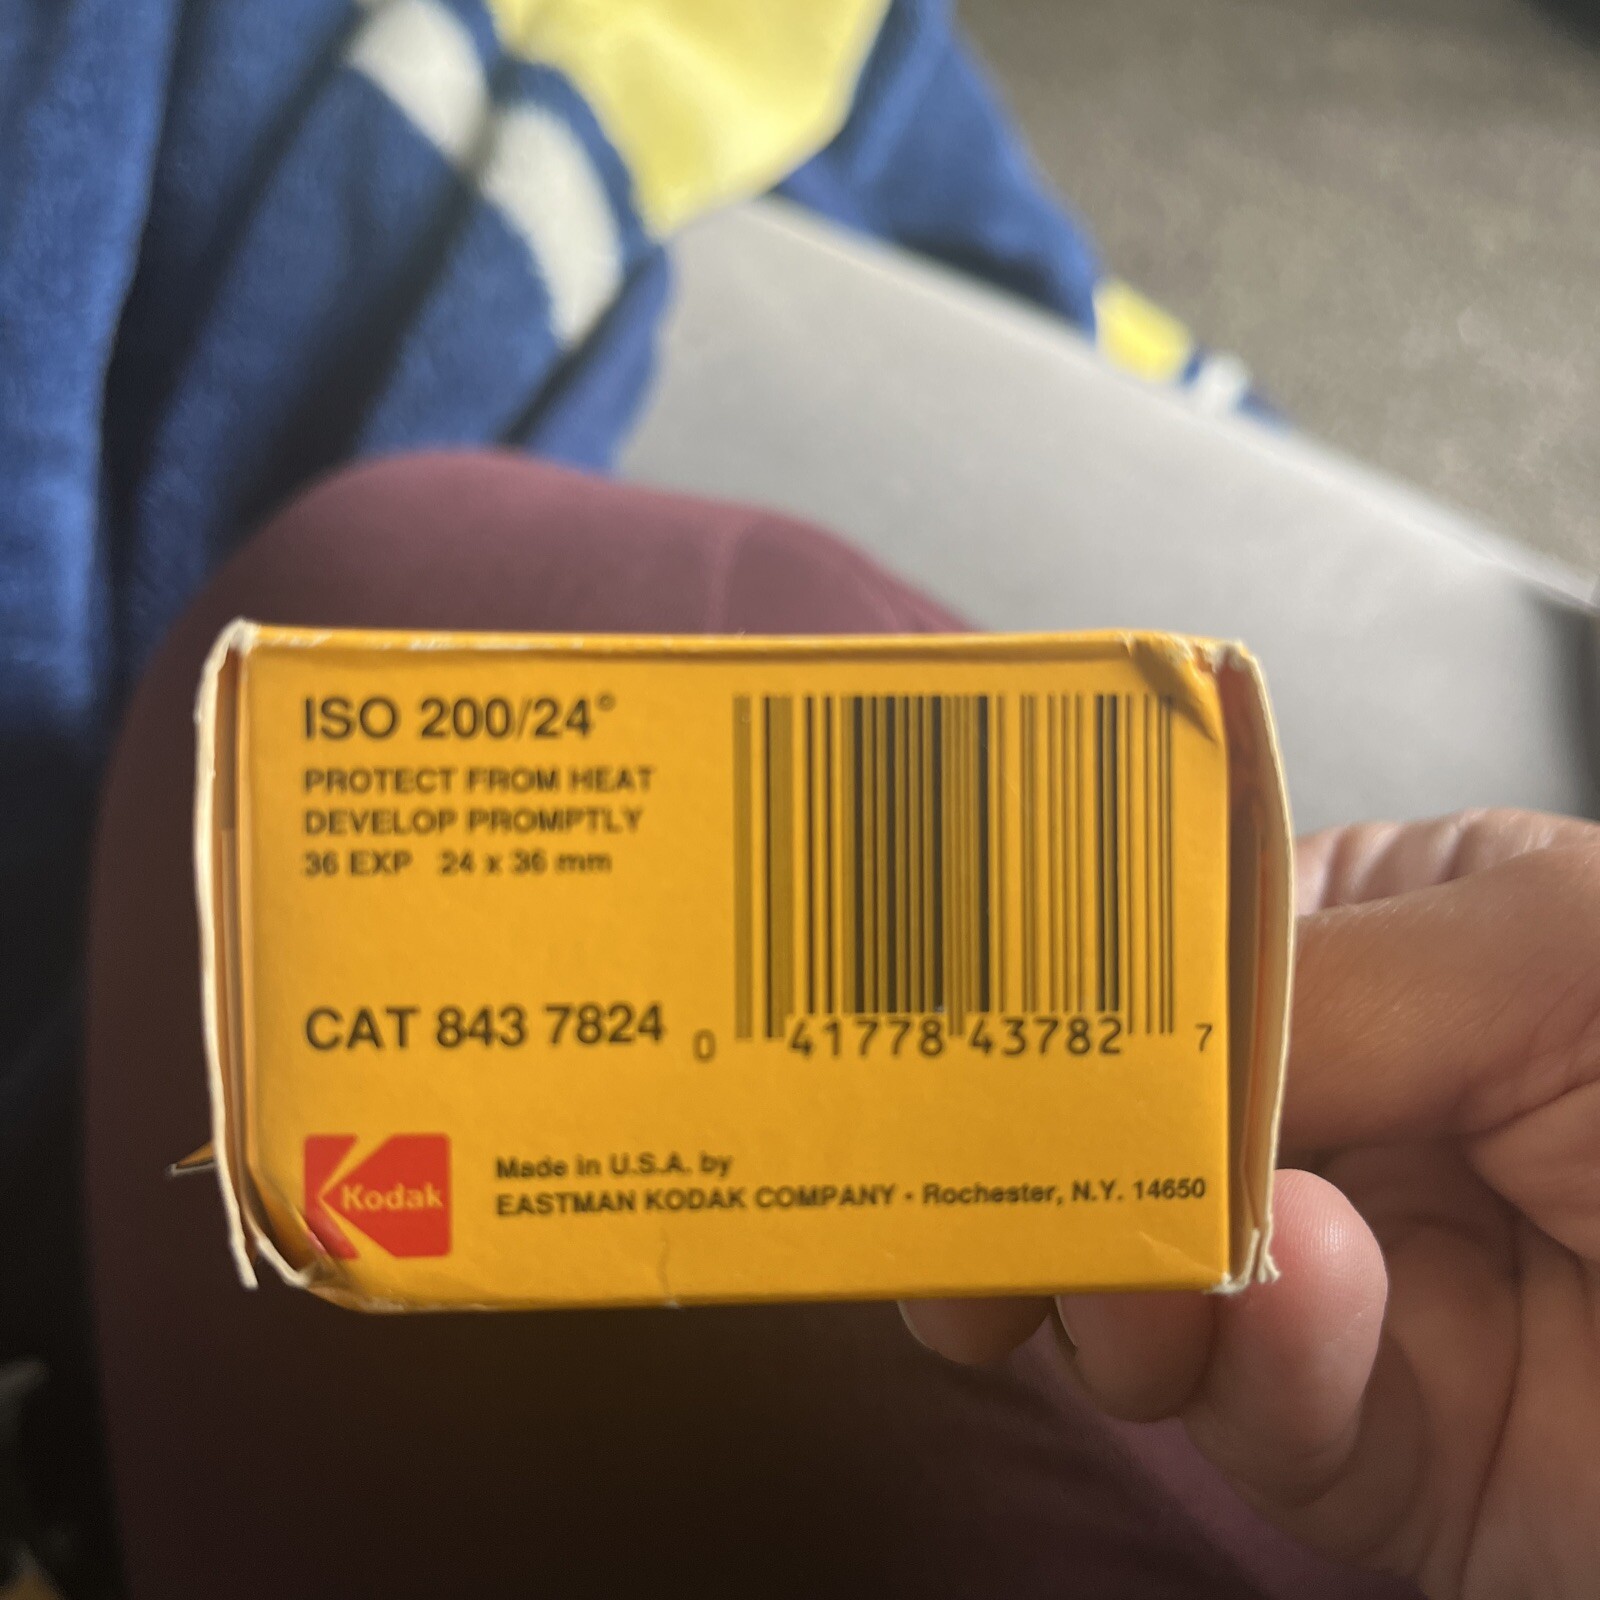 ISO 200/24°
PROTECT FROM HEAT
DEVELOP PROMPTLY
36 EXP 24 x 36 mm
CAT 843 7824
0 41778 43782 7
Kodak
Made in U.S.A. by
EASTMAN KODAK COMPANY • Rochester, N.Y. 14650